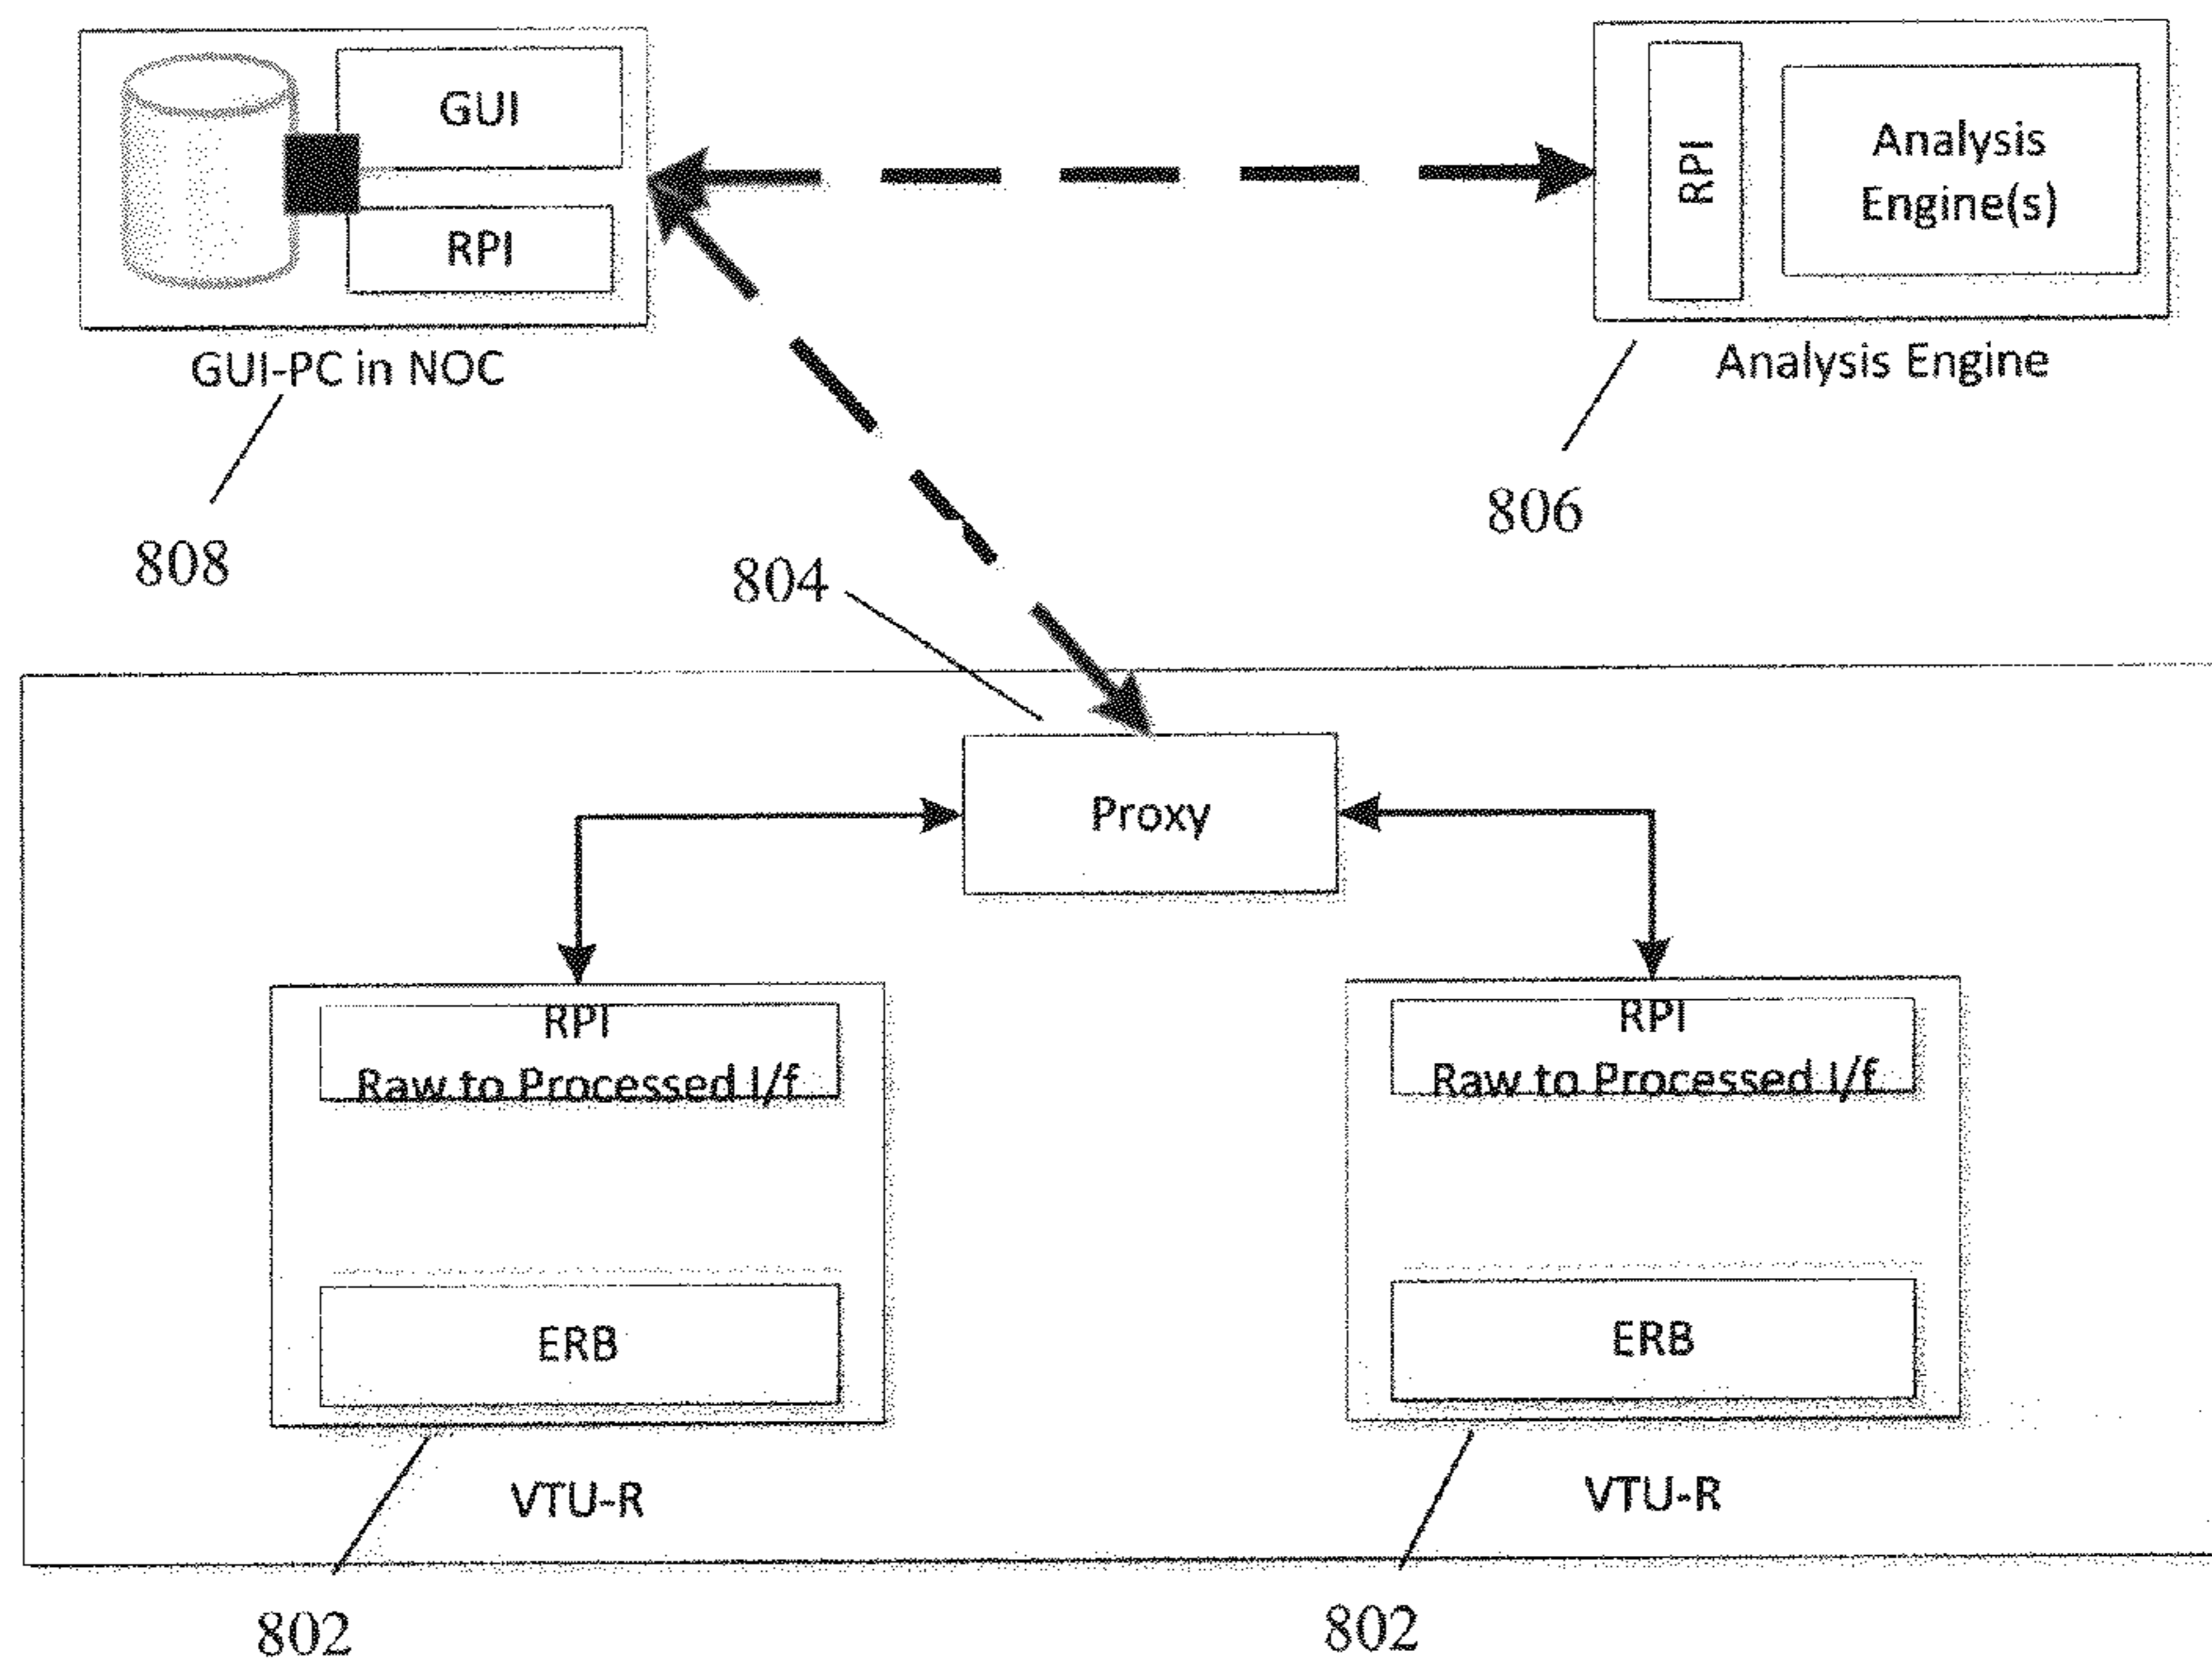 GUI
RPI
GUI-PC in NOC
808
RPI
Analysis
Engine(s)
Analysis Engine
806
804
Proxy
RPI
Raw to Processed I/f
ERB
VTU-R
802
RPI
Raw to Processed I/f
ERB
VTU-R
802